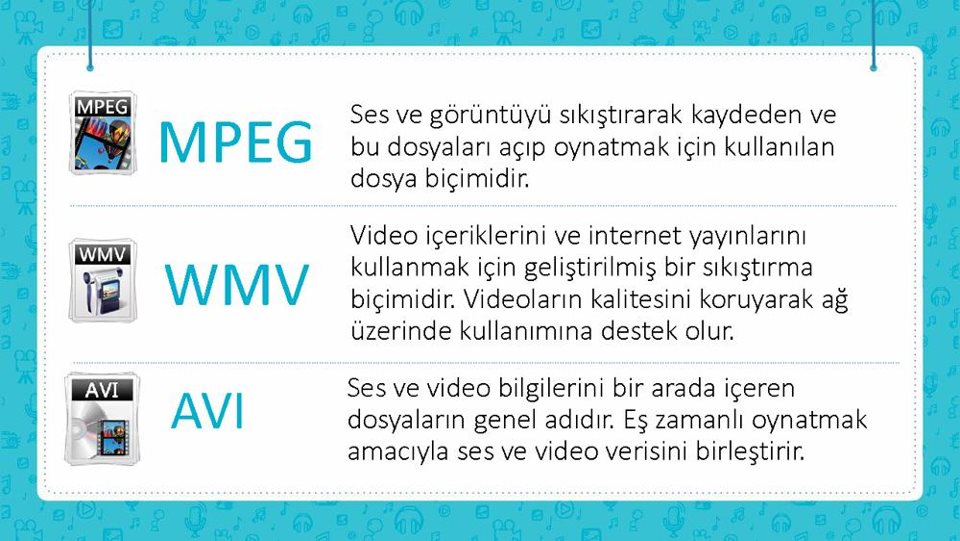 MPEG
MPEG
Ses ve görüntüyü sıkıştırarak kaydeden ve
bu dosyaları açıp oynatmak için kullanılan
dosya biçimidir.
WMV
WMV
Video içeriklerini ve internet yayınlarını
kullanmak için geliştirilmiş bir sıkıştırma
biçimidir. Videoların kalitesini koruyarak ağ
üzerinde kullanımına destek olur.
AVI
AVI
Ses ve video bilgilerini bir arada içeren
dosyaların genel adıdır. Eş zamanlı oynatmak
amacıyla ses ve video verisini birleştirir.